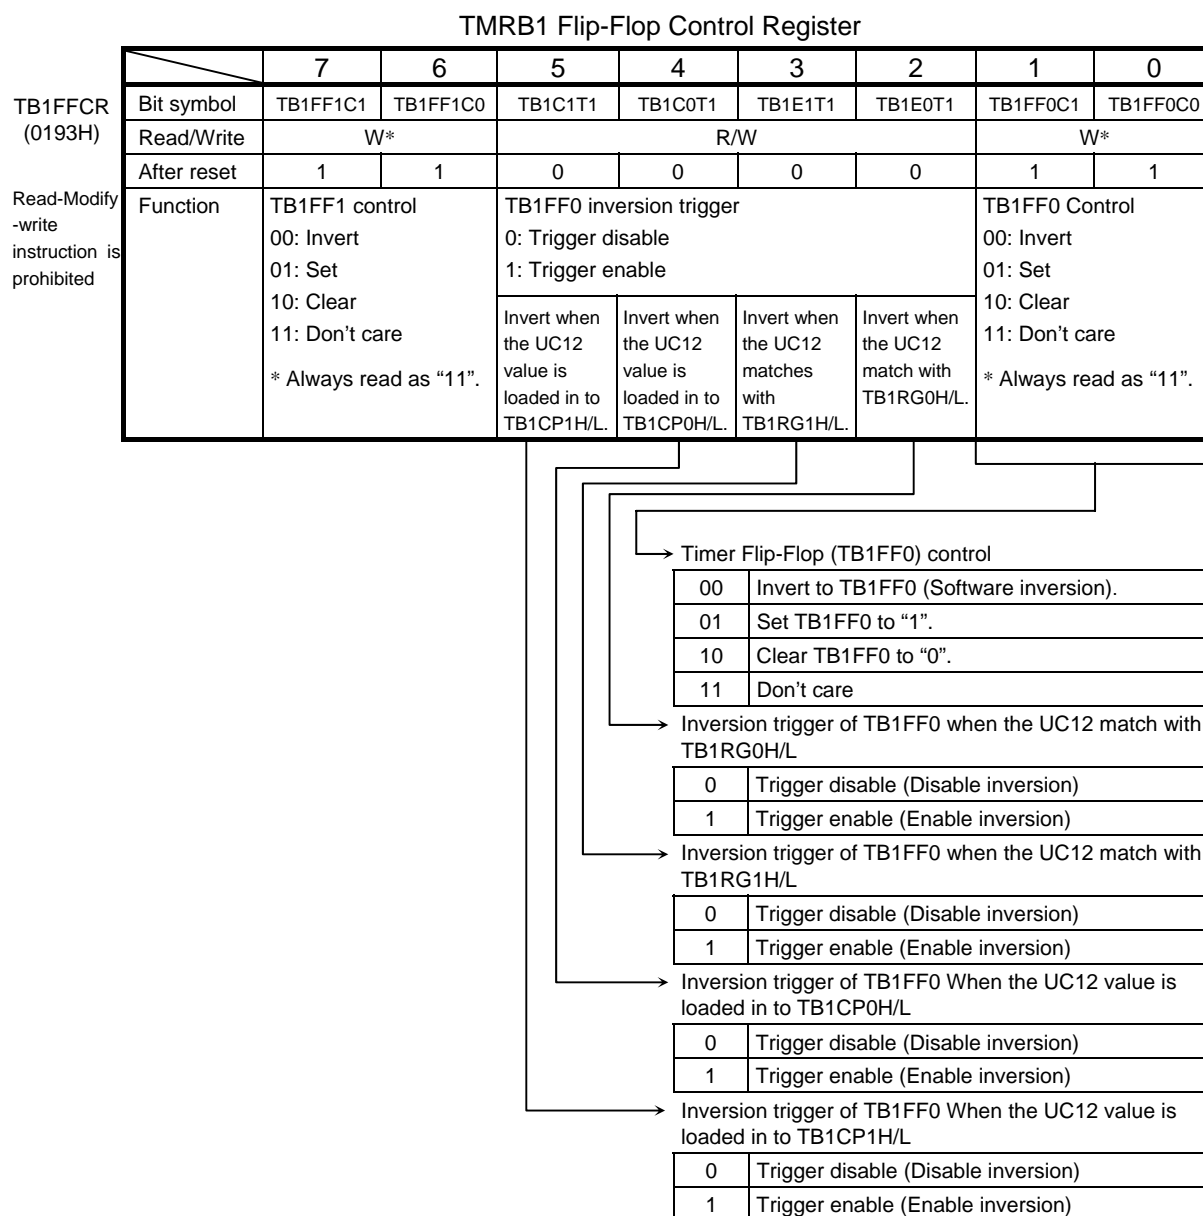 TMRB1 Flip-Flop Control Register
7 6 5 4 3 2 1 0
TB1FFCR
(0193H)
Bit symbol TB1FF1C1 TB1FF1C0 TB1C1T1 TB1C0T1 TB1E1T1 TB1E0T1 TB1FF0C1 TB1FF0C0
Read/Write W* R/W W*
After reset 1 1 0 0 0 0 1 1
Read-Modify
-write
instruction is
prohibited
Function
TB1FF1 control
00: Invert
01: Set
10: Clear
11: Don't care
* Always read as “11”.
TB1FF0 inversion trigger
0: Trigger disable
1: Trigger enable
Invert when
the UC12
value is
loaded in to
TB1CP1H/L.
Invert when
the UC12
value is
loaded in to
TB1CP0H/L.
Invert when
the UC12
matches
with
TB1RG1H/L.
Invert when
the UC12
match with
TB1RG0H/L.
TB1FF0 Control
00: Invert
01: Set
10: Clear
11: Don't care
* Always read as “11”.
Timer Flip-Flop (TB1FF0) control
00 Invert to TB1FF0 (Software inversion).
01 Set TB1FF0 to “1”.
10 Clear TB1FF0 to “0”.
11 Don't care
Inversion trigger of TB1FF0 when the UC12 match with
TB1RG0H/L
0 Trigger disable (Disable inversion)
1 Trigger enable (Enable inversion)
Inversion trigger of TB1FF0 when the UC12 match with
TB1RG1H/L
0 Trigger disable (Disable inversion)
1 Trigger enable (Enable inversion)
Inversion trigger of TB1FF0 When the UC12 value is
loaded in to TB1CP0H/L
0 Trigger disable (Disable inversion)
1 Trigger enable (Enable inversion)
Inversion trigger of TB1FF0 When the UC12 value is
loaded in to TB1CP1H/L
0 Trigger disable (Disable inversion)
1 Trigger enable (Enable inversion)